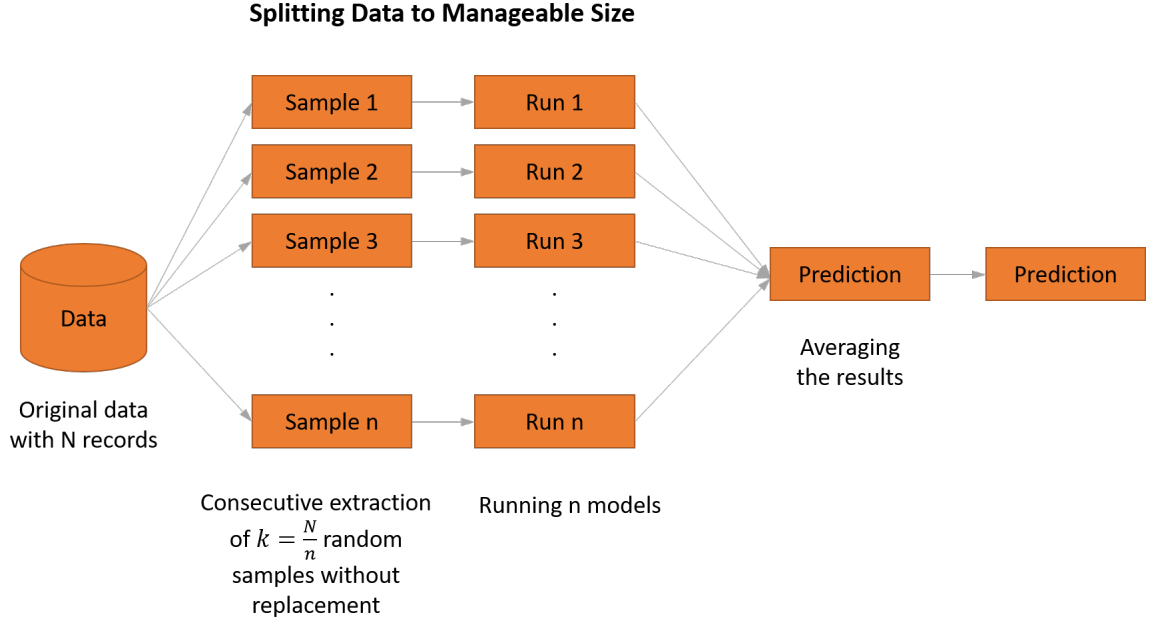 Splitting Data to Manageable Size
Sample 1
Run 1
Sample 2
Run 2
Sample 3
Run 3
.
.
.
.
.
.
Sample n
Run n
Data
Original data
with N records
Prediction
Prediction
Averaging
the results
Consecutive extraction
of k = N/n random
samples without
replacement
Running n models